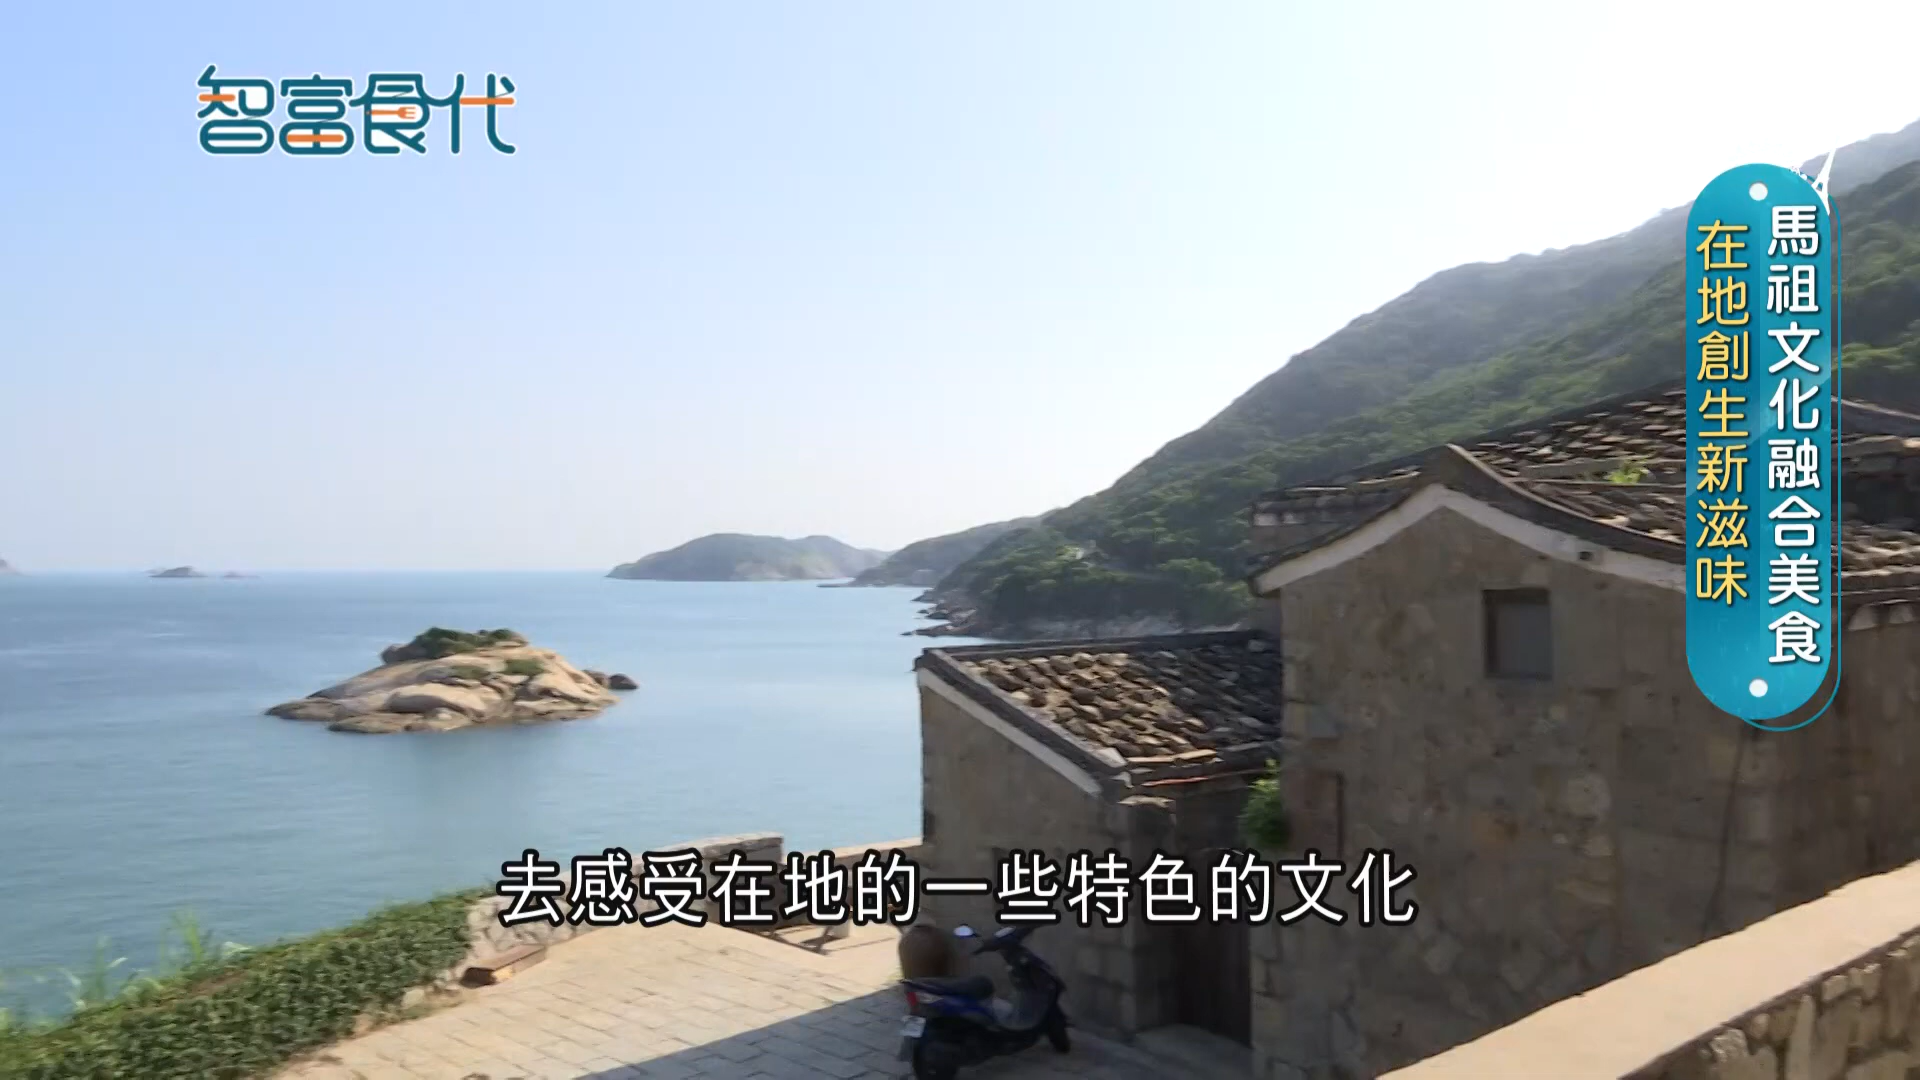 智富食代
馬祖文化融合美食
在地創生新滋味
去感受在地的一些特色的文化